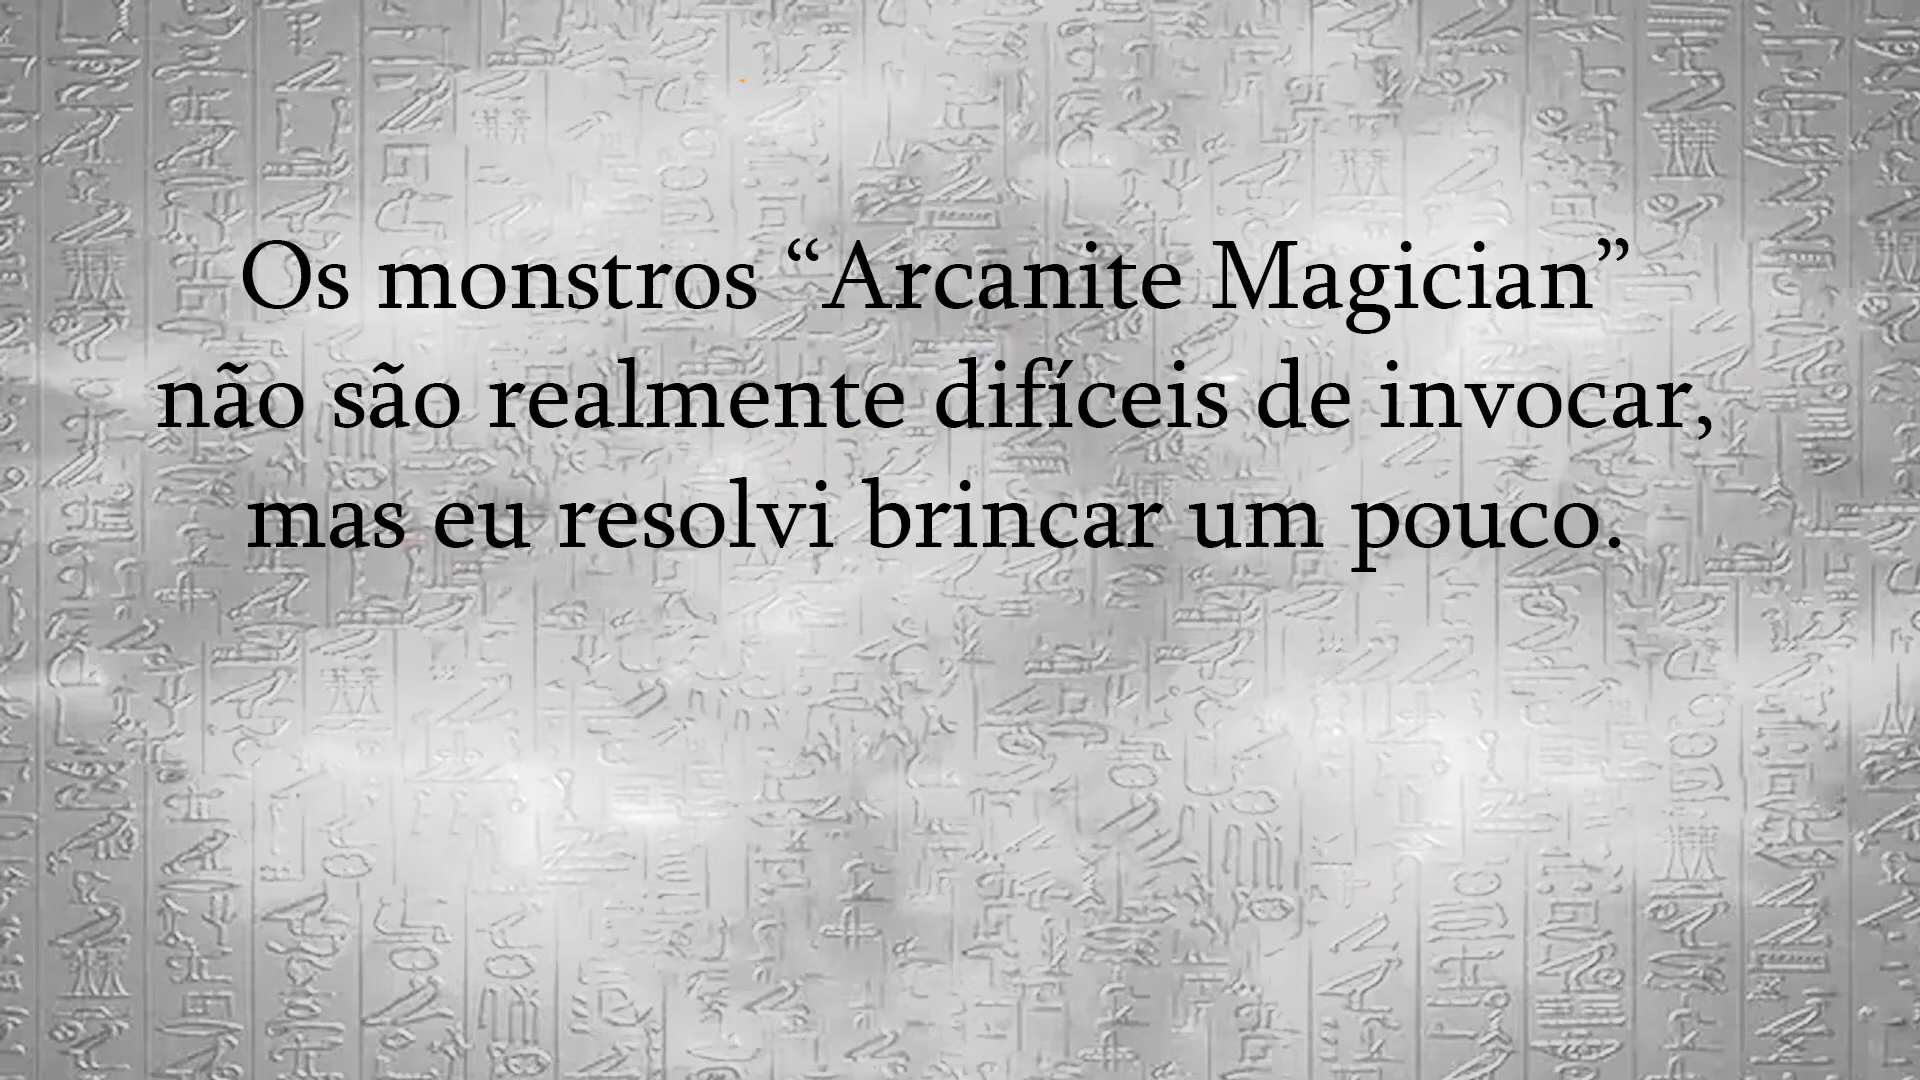 Os monstros “Arcanite Magician”
não são realmente difíceis de invocar,
mas eu resolvi brincar um pouco.